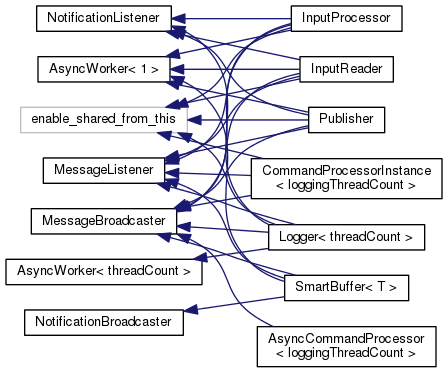 NotificationListener
AsyncWorker< 1 >
enable_shared_from_this
MessageListener
MessageBroadcaster
AsyncWorker< threadCount >
NotificationBroadcaster
InputProcessor
InputReader
Publisher
CommandProcessorInstance
< loggingThreadCount >
Logger< threadCount >
SmartBuffer< T >
AsyncCommandProcessor
< loggingThreadCount >